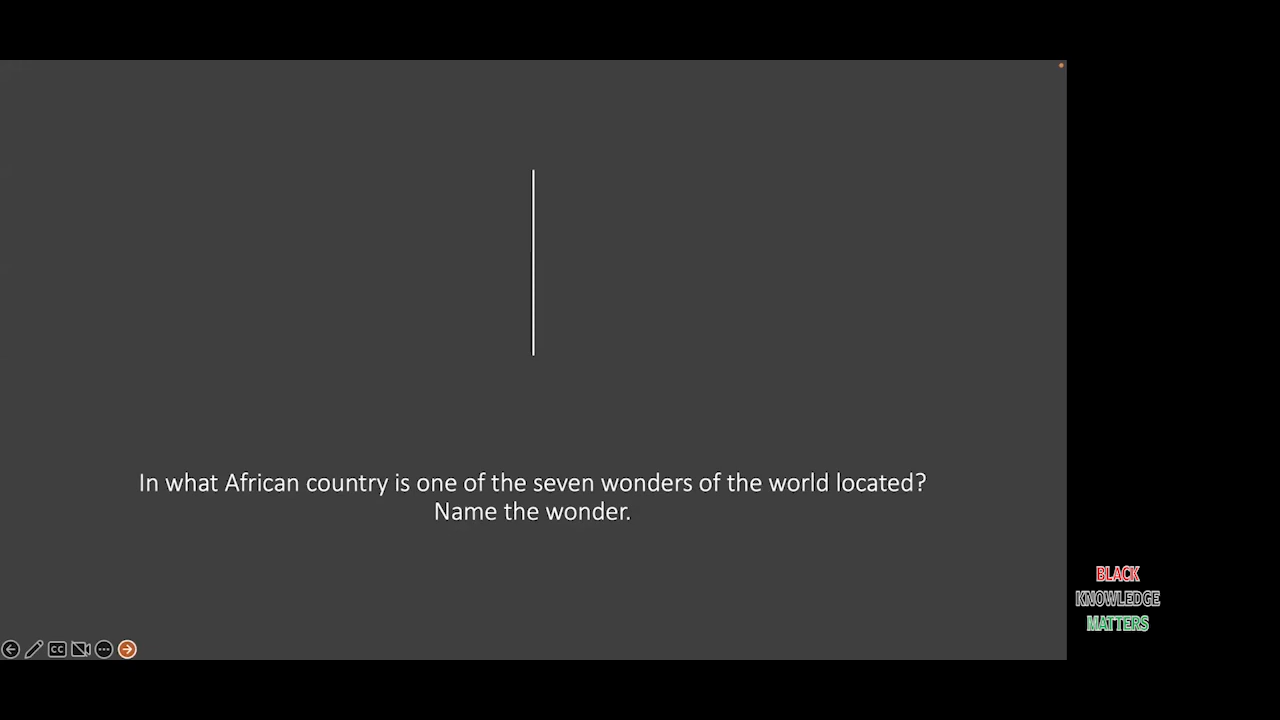 In what African country is one of the seven wonders of the world located?
Name the wonder.
BLACK
KNOWLEDGE
MATTERS
CC